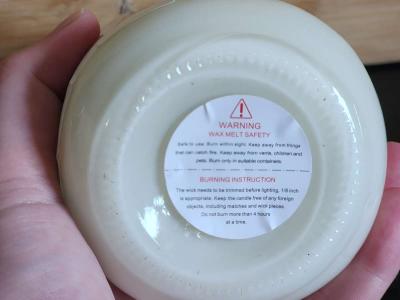 WARNING
WAX MELT SAFETY
Safe to use. Burn within sight. Keep away from things
that can catch fire. Keep away from vents, children and
pets. Burn only in suitable containers.
BURNING INSTRUCTION
The wick needs to be trimmed before lighting, 1/8 inch
is appropriate. Keep the candle free of any foreign
objects, including matches and wick pieces.
Do not burn more than 4 hours
at a time.